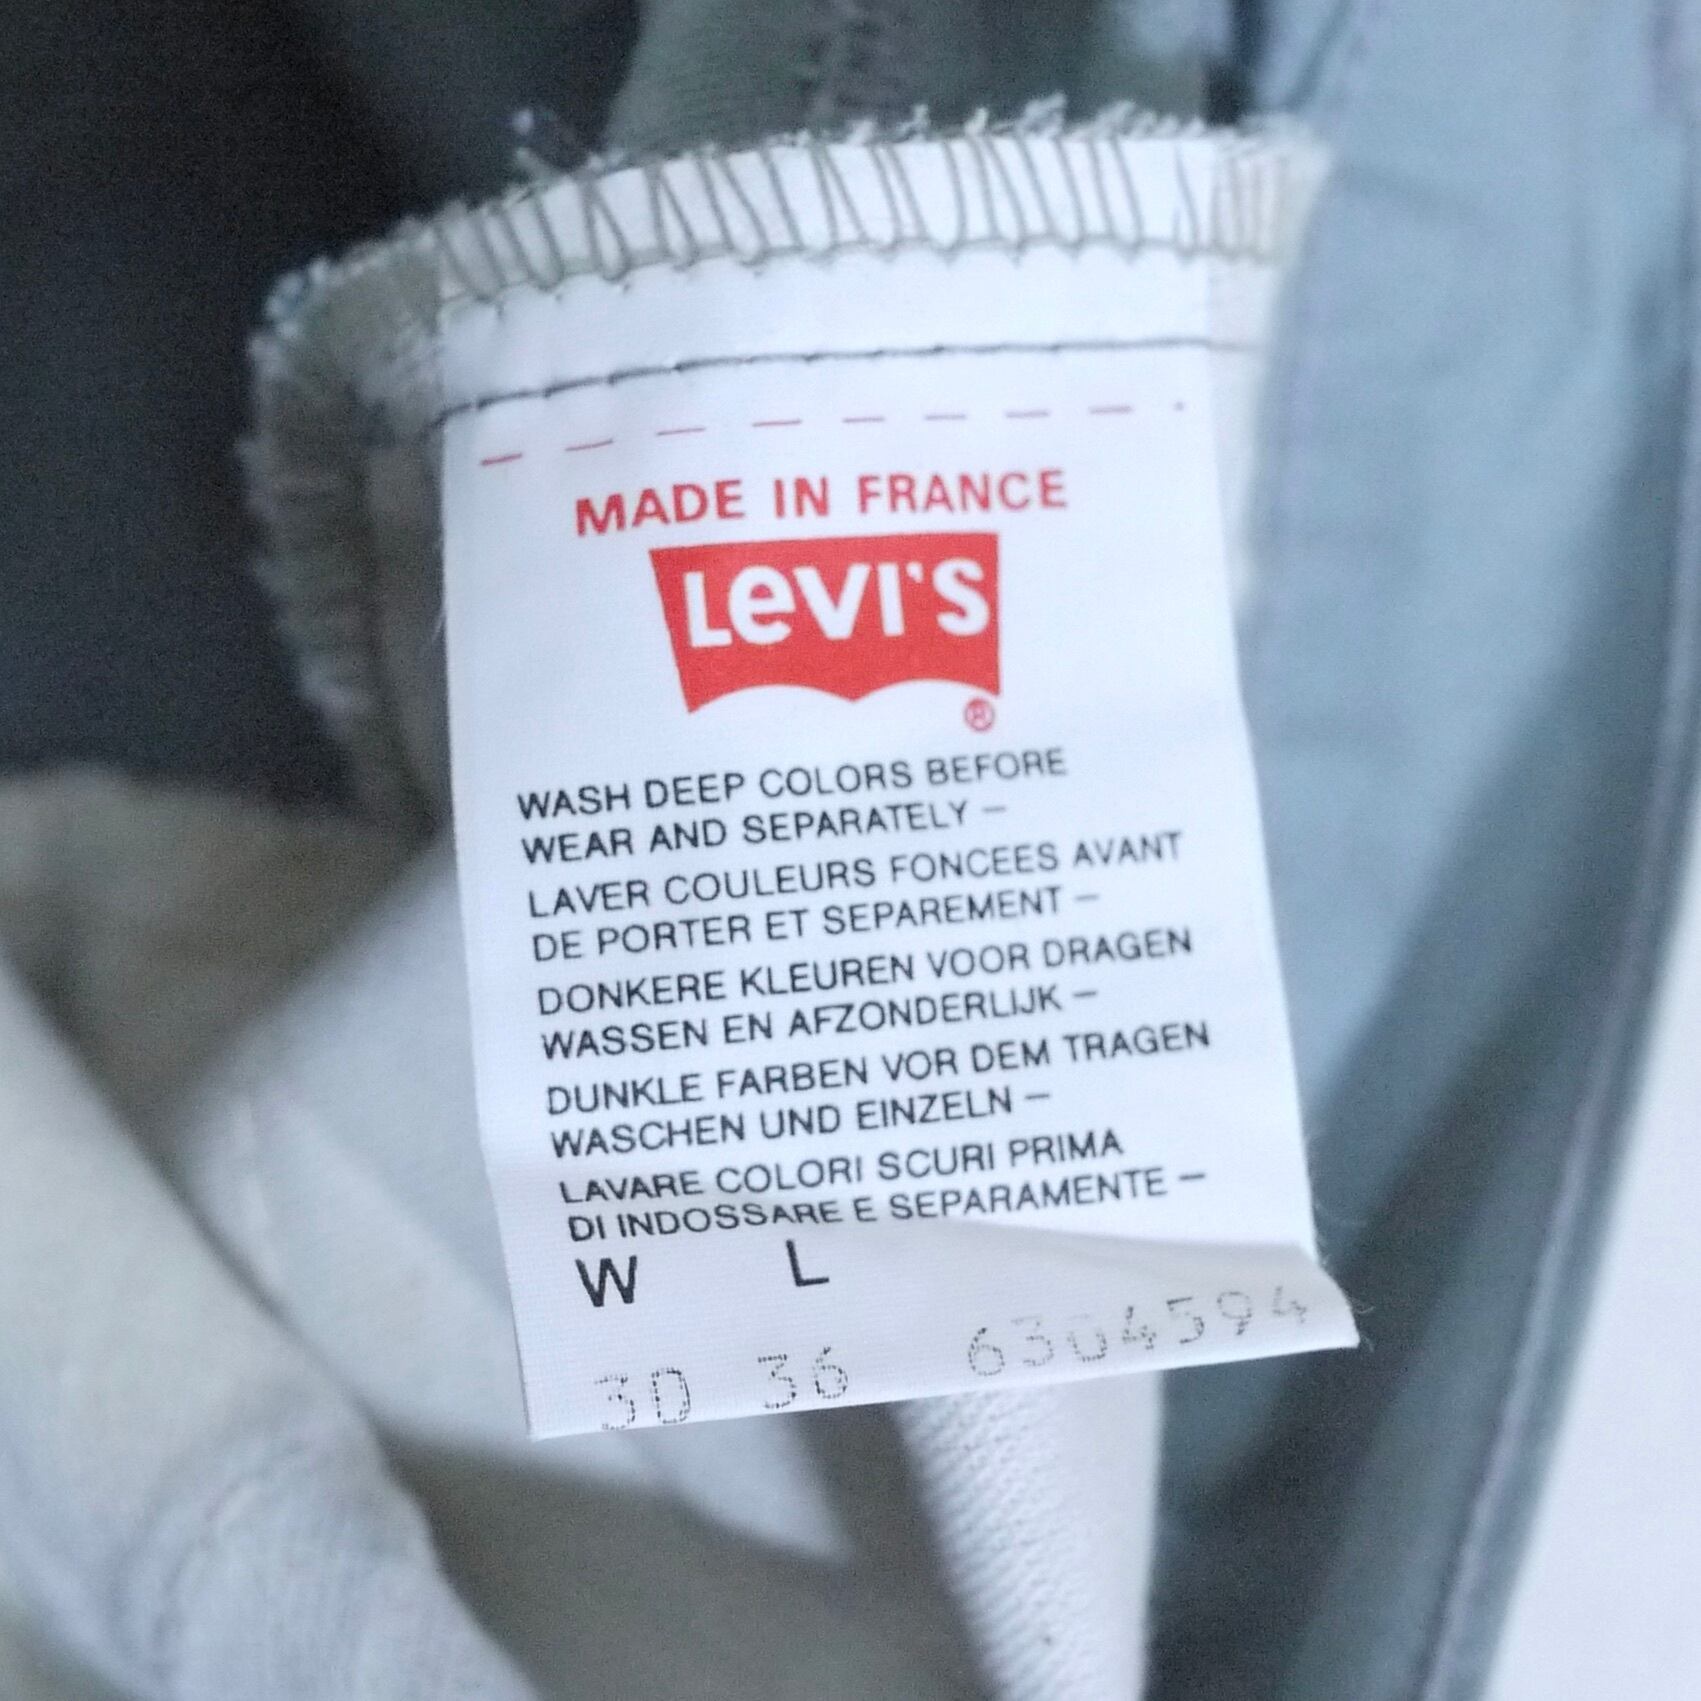 MADE IN FRANCE
Levi's
®
WASH DEEP COLORS BEFORE
WEAR AND SEPARATELY –
LAVER COULEURS FONCEES AVANT
DE PORTER ET SEPAREMENT –
DONKERE KLEUREN VOOR DRAGEN
WASSEN EN AFZONDERLIJK –
DUNKLE FARBEN VOR DEM TRAGEN
WASCHEN UND EINZELN –
LAVARE COLORI SCURI PRIMA
DI INDOSSARE E SEPARAMENTE –
W L
30 36 6304594